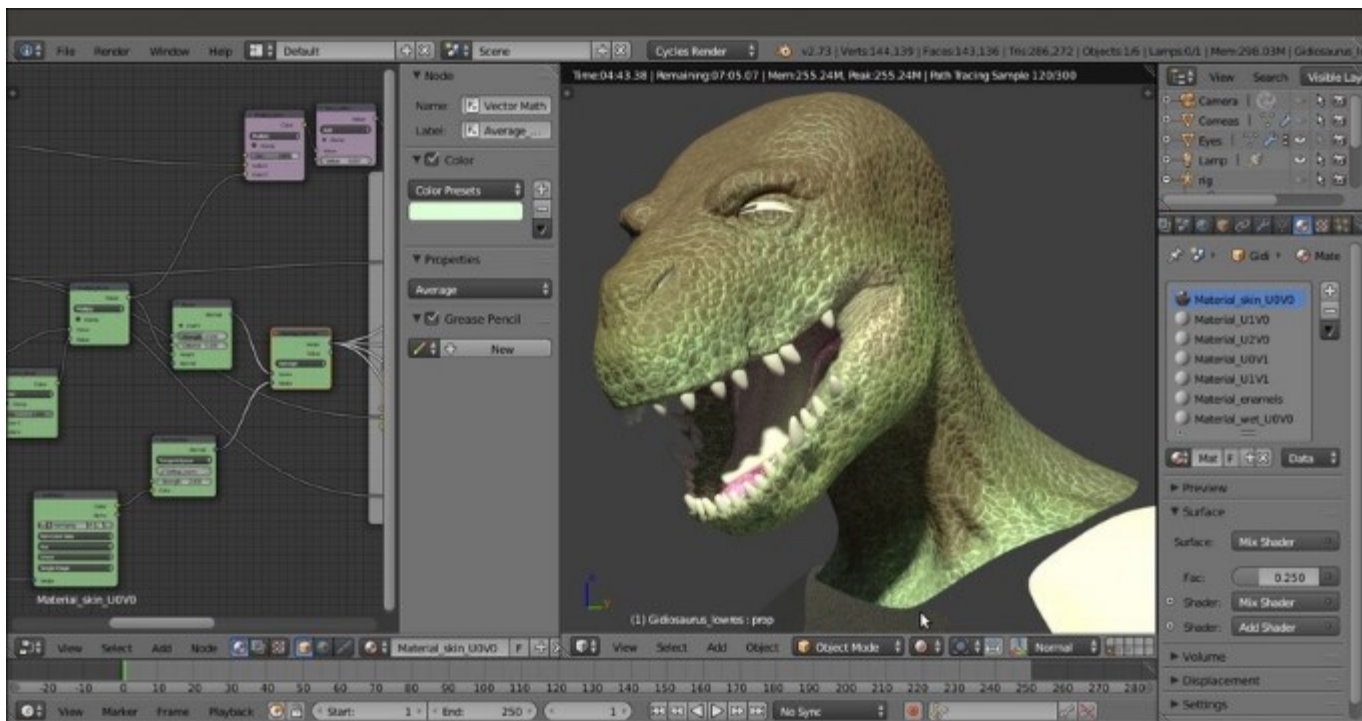 File Render Window Help Default Scene Cycles Render v2.73 | Verts:144,139 | Faces:143,136 | Tris:286,272 | Objects:1/6 | Lamps:0/1 | Mem:298.03M |
Time:04:43.38 | Remaining:07:05.07 | Mem:255.24M, Peak:255.24M | Path Tracing Sample 120/300
View Search Visible Lay
Camera
Corneas
Eyes
Lamp
rig
Node
Name: Vector Math
Label: Average_...
Color
Color Presets
Properties
Average
Grease Pencil
New
Material_skin_U0V0
(1) Gidiosaurus_lowres : prop
Gidi Mate
Material_skin_U0V0
Material_U1V0
Material_U2V0
Material_U0V1
Material_U1V1
Material_enamels
Material_wet_U0V0
Mat F Data
Preview
Surface
Surface: Mix Shader
Fac: 0.250
Shader: Mix Shader
Shader: Add Shader
Volume
Displacement
Settings
View Select Add Node Material_skin_U0V0 F
View Select Add Object Object Mode Normal
-20 -10 0 10 20 30 40 50 60 70 80 90 100 110 120 130 140 150 160 170 180 190 200 210 220 230 240 250 260 270 280
View Marker Frame Playback Start: 1 End: 250 1 No Sync